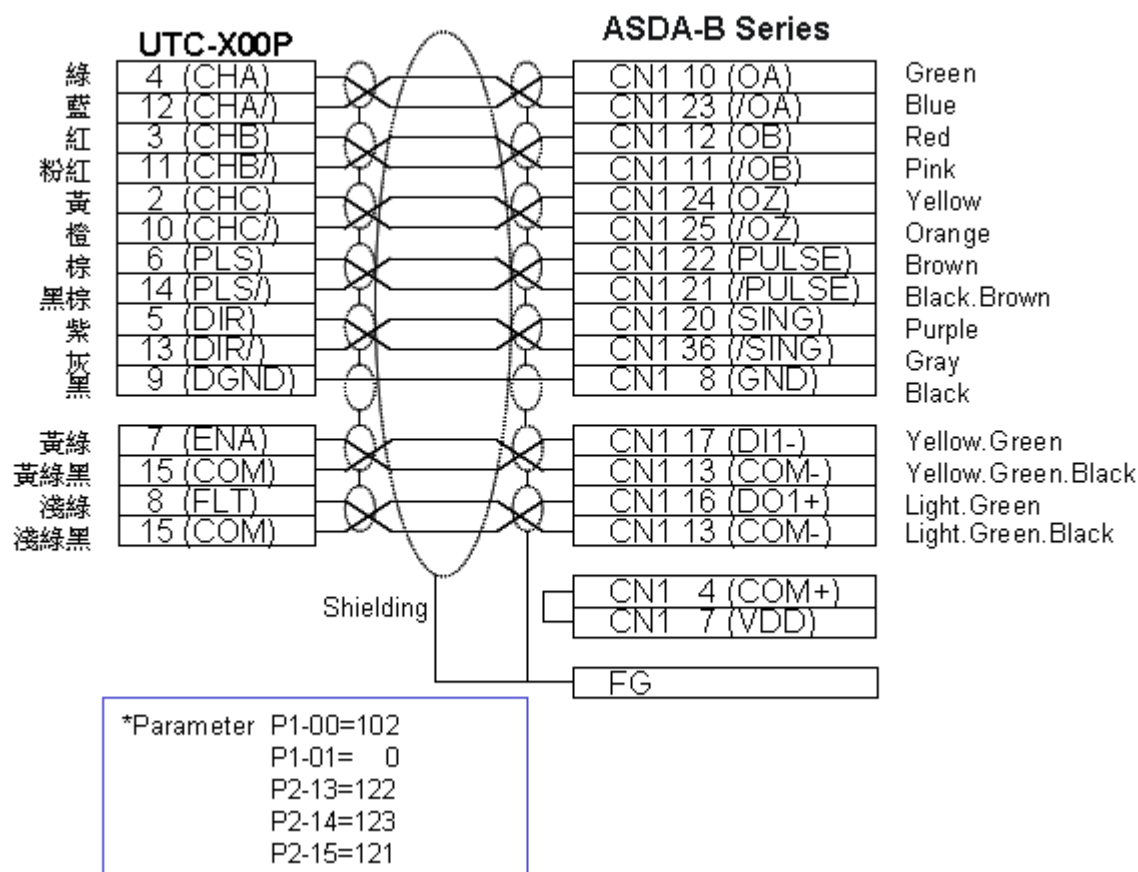 UTC-X00P ASDA-B Series
綠 4 (CHA) CN1 10 (OA) Green
藍 12 (CHA/) CN1 23 (/OA) Blue
紅 3 (CHB) CN1 12 (OB) Red
粉紅 11 (CHB/) CN1 11 (/OB) Pink
黃 2 (CHC) CN1 24 (OZ) Yellow
橙 10 (CHC/) CN1 25 (/OZ) Orange
棕 6 (PLS) CN1 22 (PULSE) Brown
黑棕 14 (PLS/) CN1 21 (/PULSE) Black.Brown
紫 5 (DIR) CN1 20 (SING) Purple
灰 13 (DIR/) CN1 36 (/SING) Gray
黑 9 (DGND) CN1 8 (GND) Black
黃綠 7 (ENA) CN1 17 (DI1-) Yellow.Green
黃綠黑 15 (COM) CN1 13 (COM-) Yellow.Green.Black
淺綠 8 (FLT) CN1 16 (DO1+) Light.Green
淺綠黑 15 (COM) CN1 13 (COM-) Light.Green.Black
CN1 4 (COM+)
Shielding CN1 7 (VDD)
FG
*Parameter P1-00=102
P1-01= 0
P2-13=122
P2-14=123
P2-15=121